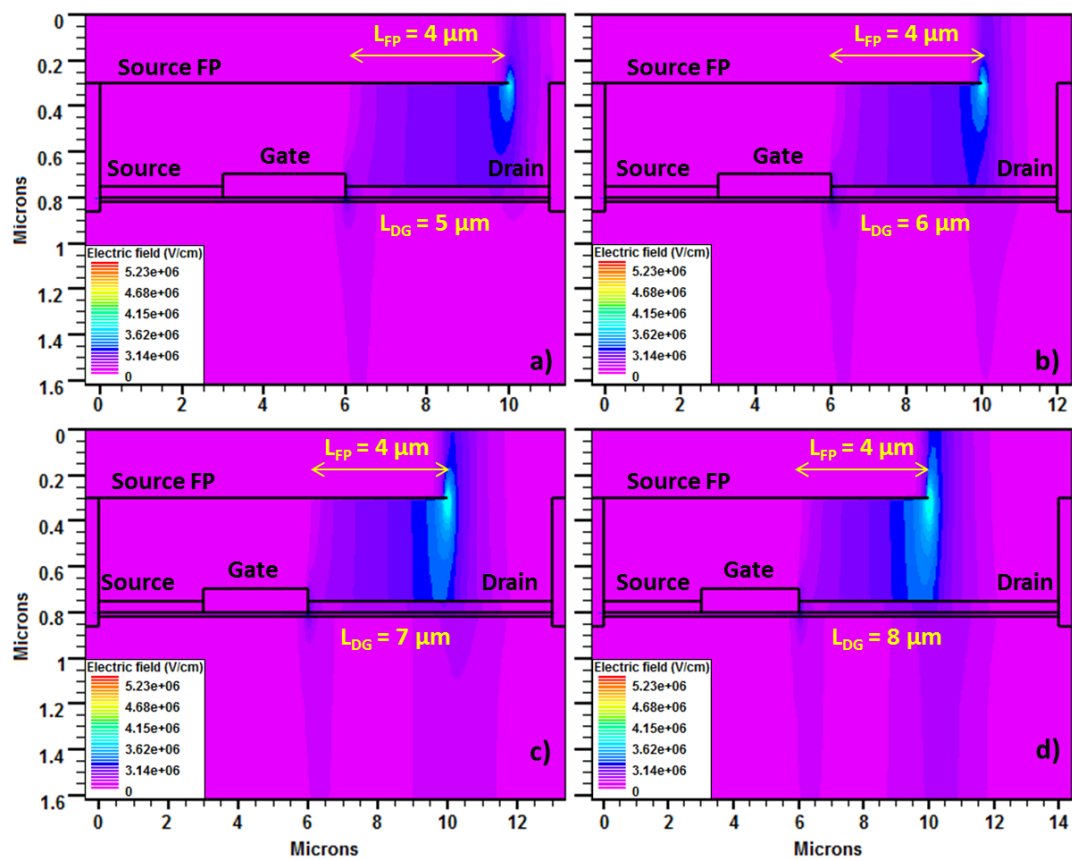 0
0.2
0.4
0.6
0.8
1
1.2
1.4
1.6
Microns
L_FP = 4 µm
Source FP
Source
Gate
Drain
L_DG = 5 µm
Electric field (V/cm)
5.23e+06
4.68e+06
4.15e+06
3.62e+06
3.14e+06
0
a)
0 2 4 6 8 10
L_FP = 4 µm
Source FP
Source
Gate
Drain
L_DG = 6 µm
Electric field (V/cm)
5.23e+06
4.68e+06
4.15e+06
3.62e+06
3.14e+06
0
b)
0 2 4 6 8 10 12
0
0.2
0.4
0.6
0.8
1
1.2
1.4
1.6
Microns
L_FP = 4 µm
Source FP
Source
Gate
Drain
L_DG = 7 µm
Electric field (V/cm)
5.23e+06
4.68e+06
4.15e+06
3.62e+06
3.14e+06
0
c)
0 2 4 6 8 10 12
Microns
L_FP = 4 µm
Source FP
Source
Gate
Drain
L_DG = 8 µm
Electric field (V/cm)
5.23e+06
4.68e+06
4.15e+06
3.62e+06
3.14e+06
0
d)
0 2 4 6 8 10 12 14
Microns